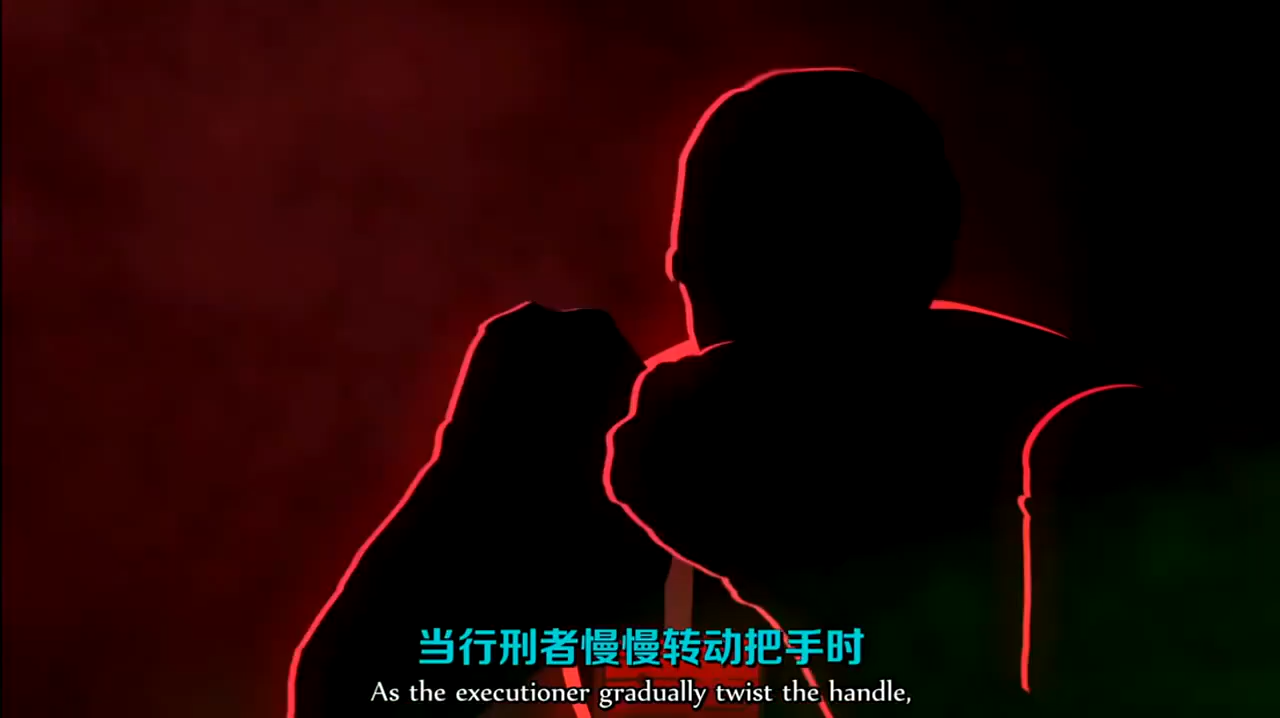 当行刑者慢慢转动把手时
As the executioner gradually twist the handle,